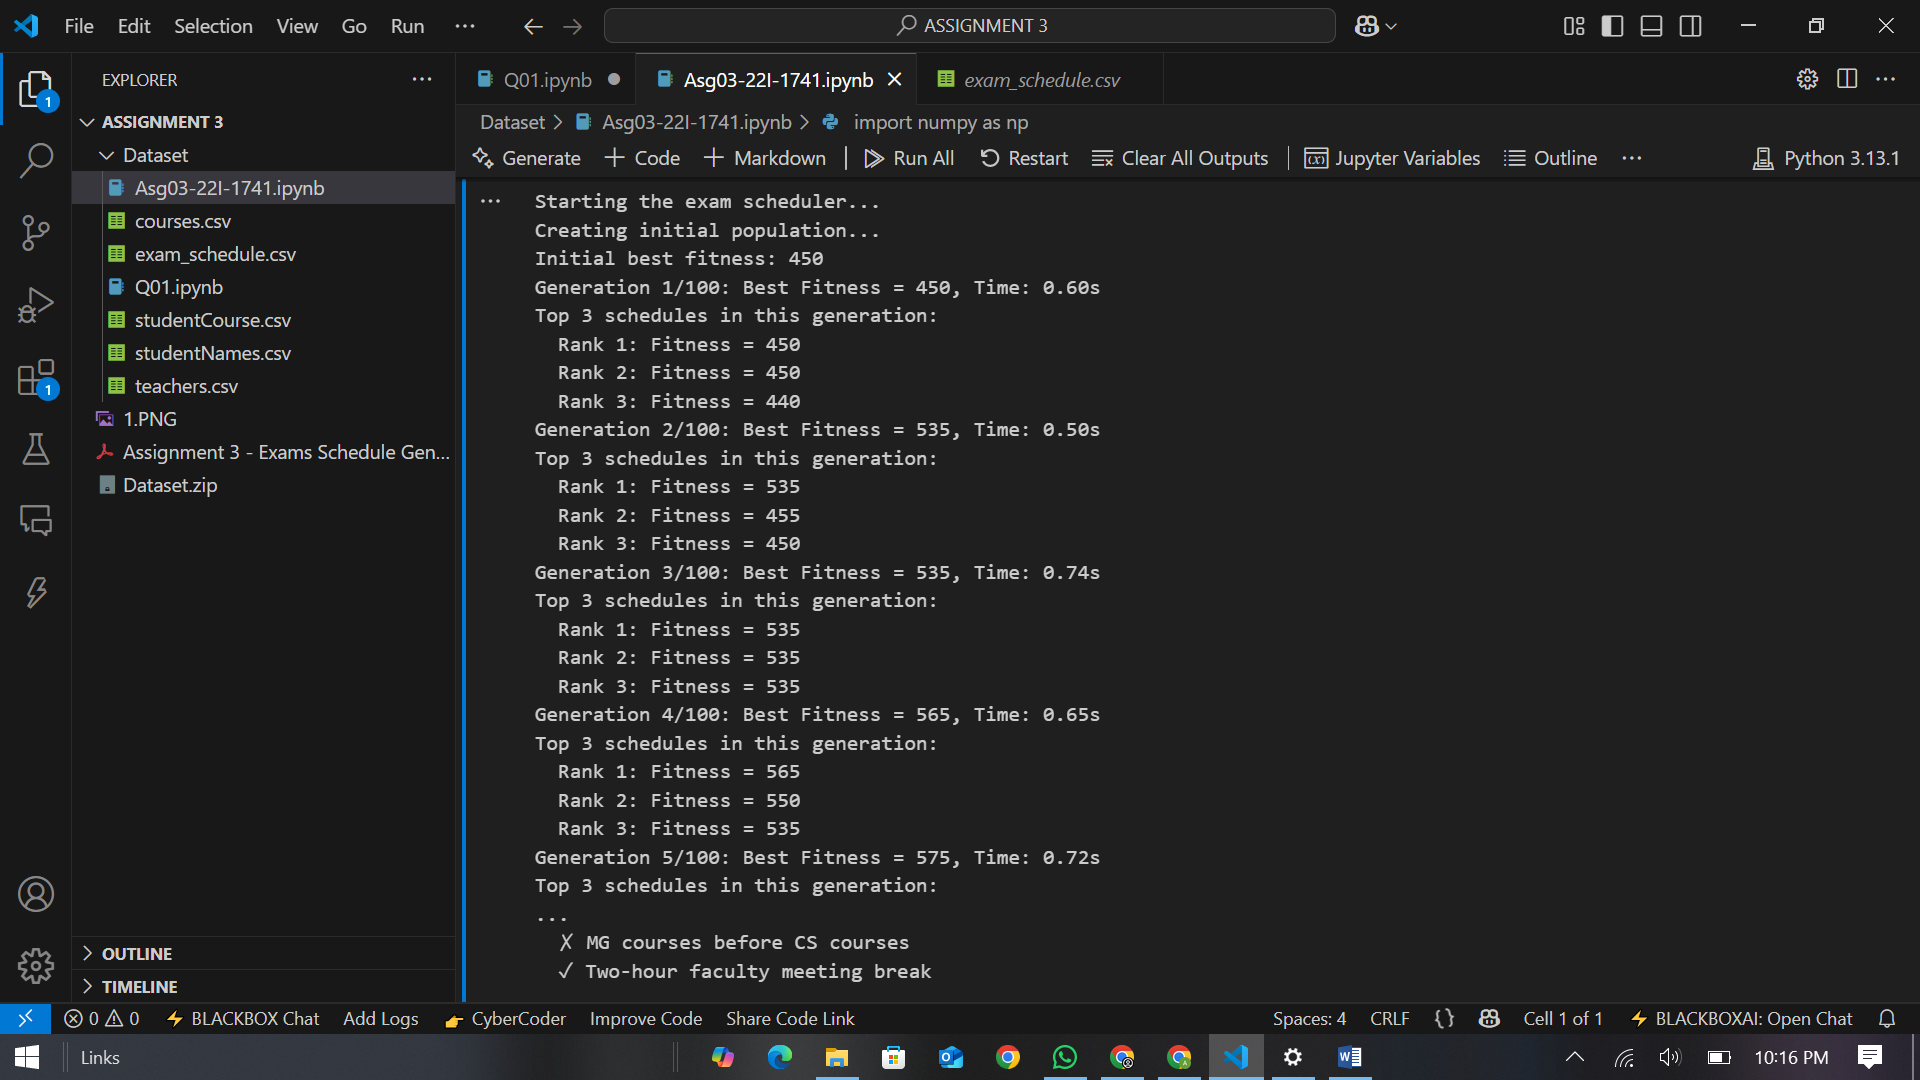 File Edit Selection View Go Run ...
ASSIGNMENT 3
EXPLORER
ASSIGNMENT 3
Dataset
Asg03-22I-1741.ipynb
courses.csv
exam_schedule.csv
Q01.ipynb
studentCourse.csv
studentNames.csv
teachers.csv
1.PNG
Assignment 3 - Exams Schedule Gen...
Dataset.zip
OUTLINE
TIMELINE
1
1
Q01.ipynb Asg03-22I-1741.ipynb exam_schedule.csv
Dataset > Asg03-22I-1741.ipynb > import numpy as np
Generate + Code + Markdown | Run All Restart Clear All Outputs | Jupyter Variables Outline ... Python 3.13.1
Starting the exam scheduler...
Creating initial population...
Initial best fitness: 450
Generation 1/100: Best Fitness = 450, Time: 0.60s
Top 3 schedules in this generation:
Rank 1: Fitness = 450
Rank 2: Fitness = 450
Rank 3: Fitness = 440
Generation 2/100: Best Fitness = 535, Time: 0.50s
Top 3 schedules in this generation:
Rank 1: Fitness = 535
Rank 2: Fitness = 455
Rank 3: Fitness = 450
Generation 3/100: Best Fitness = 535, Time: 0.74s
Top 3 schedules in this generation:
Rank 1: Fitness = 535
Rank 2: Fitness = 535
Rank 3: Fitness = 535
Generation 4/100: Best Fitness = 565, Time: 0.65s
Top 3 schedules in this generation:
Rank 1: Fitness = 565
Rank 2: Fitness = 550
Rank 3: Fitness = 535
Generation 5/100: Best Fitness = 575, Time: 0.72s
Top 3 schedules in this generation:
...
✗ MG courses before CS courses
✓ Two-hour faculty meeting break
0 0 BLACKBOX Chat Add Logs CyberCoder Improve Code Share Code Link Spaces: 4 CRLF {} Cell 1 of 1 BLACKBOXAI: Open Chat
Links 10:16 PM